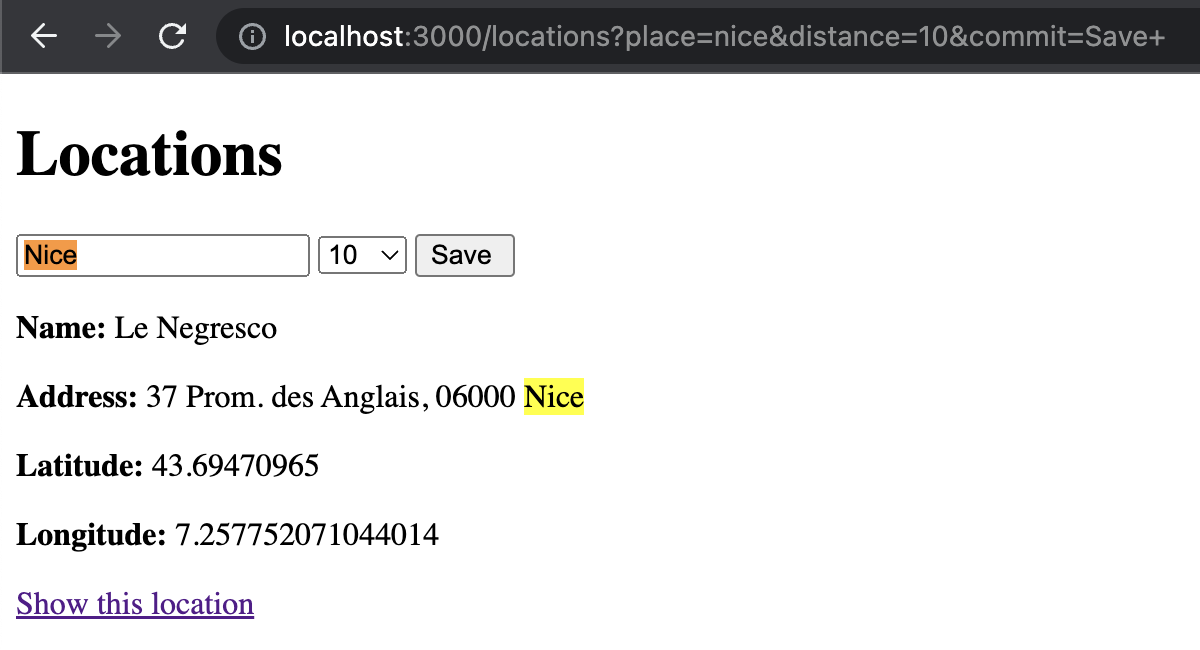 localhost:3000/locations?place=nice&distance=10&commit=Save+
Locations
Nice 10 Save
Name: Le Negresco
Address: 37 Prom. des Anglais, 06000 Nice
Latitude: 43.69470965
Longitude: 7.257752071044014
Show this location